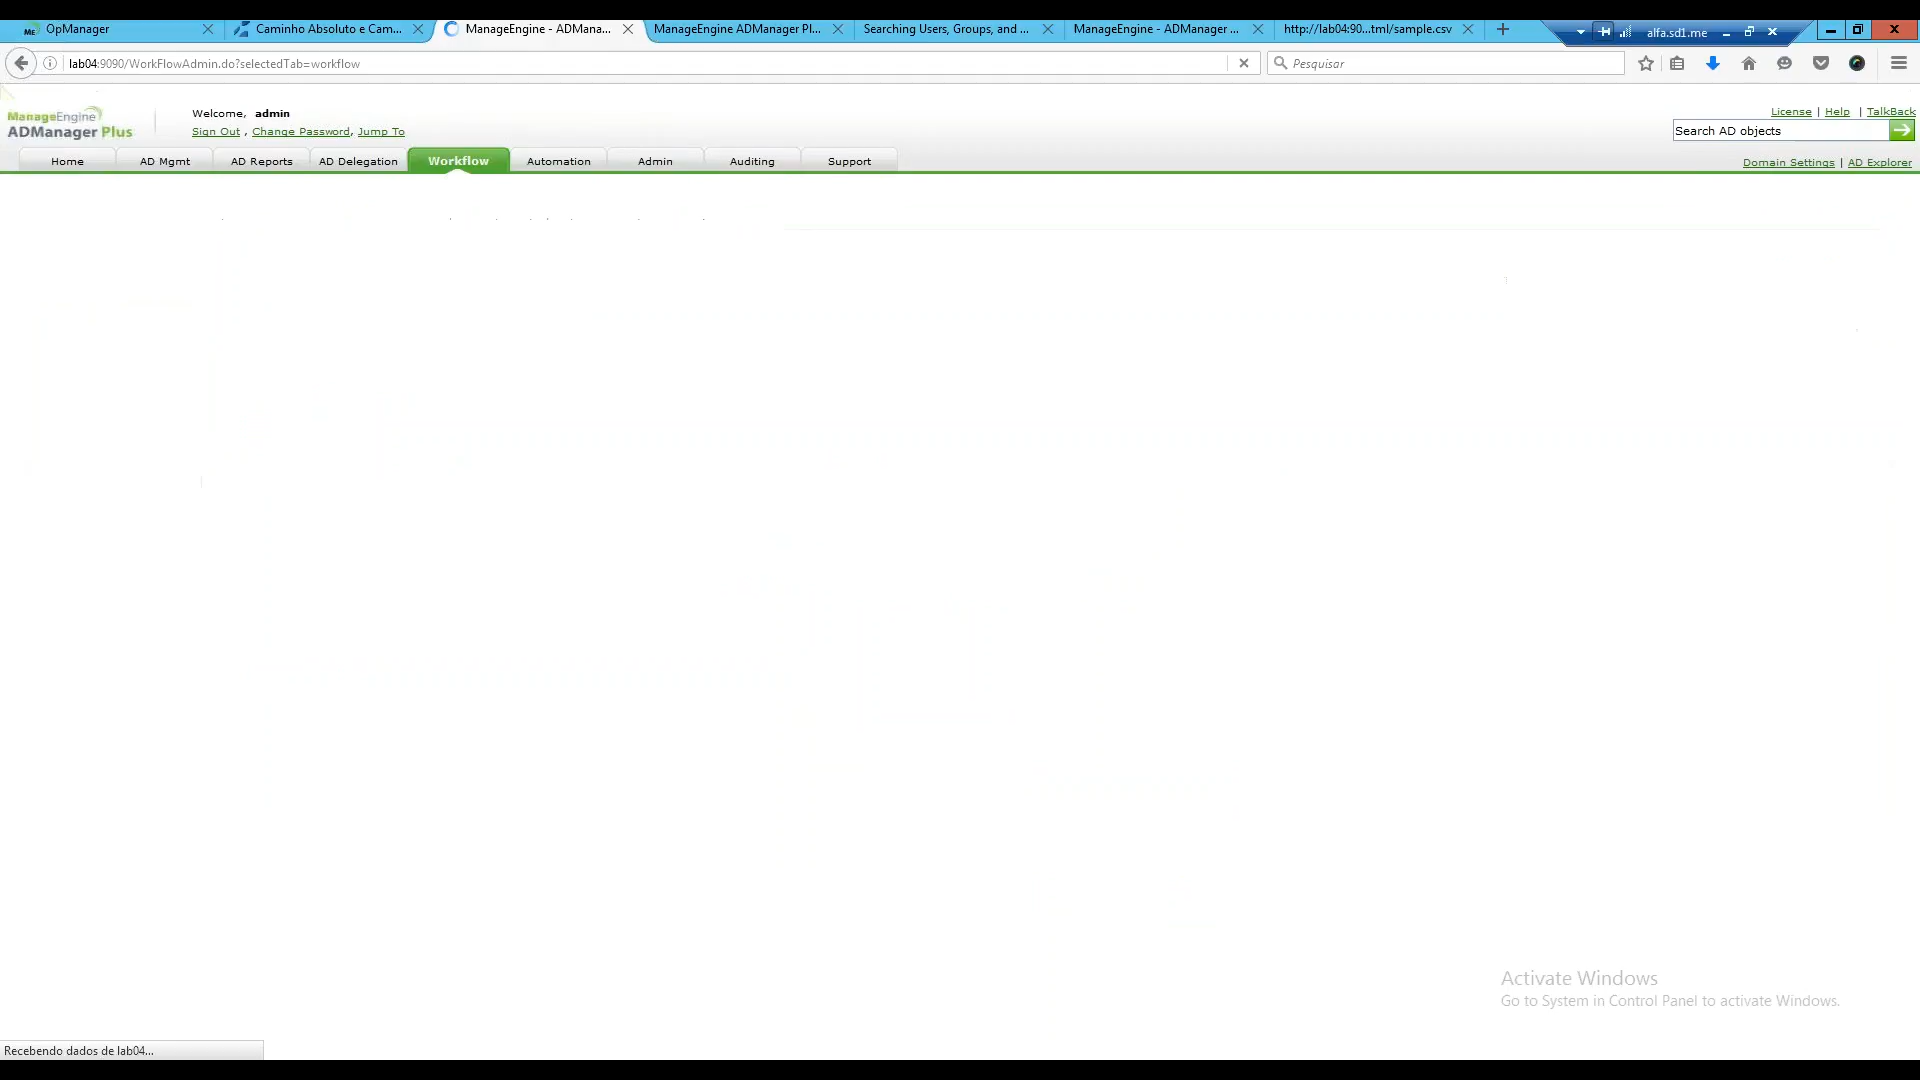 OpManager
Caminho Absoluto e Cam...
ManageEngine - ADMana...
ManageEngine ADManager Pl...
Searching Users, Groups, and ...
ManageEngine - ADManager ...
http://lab04:90...tml/sample.csv
alfa.sd1.me
lab04:9090/WorkFlowAdmin.do?selectedTab=workflow
Pesquisar
ManageEngine
ADManager Plus
Welcome, admin
Sign Out , Change Password, Jump To
License | Help | TalkBack
Search AD objects
Home
AD Mgmt
AD Reports
AD Delegation
Workflow
Automation
Admin
Auditing
Support
Domain Settings | AD Explorer
Activate Windows
Go to System in Control Panel to activate Windows.
Recebendo dados de lab04...